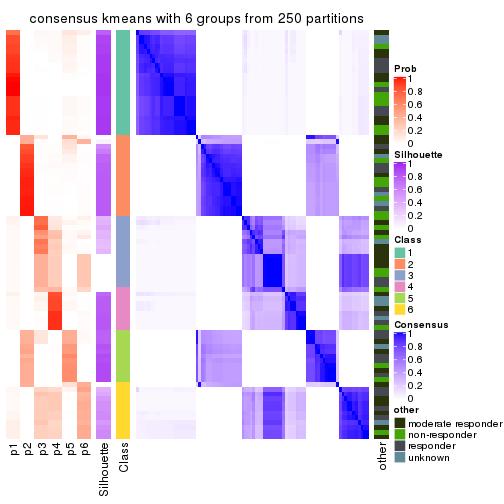 consensus kmeans with 6 groups from 250 partitions
Prob
1
0.8
0.6
0.4
0.2
0
Silhouette
1
0.8
0.6
0.4
0.2
0
Class
1
2
3
4
5
6
Consensus
1
0.8
0.6
0.4
0.2
0
other
moderate responder
non-responder
responder
unknown
p1
p2
p3
p4
p5
p6
Silhouette
Class
other